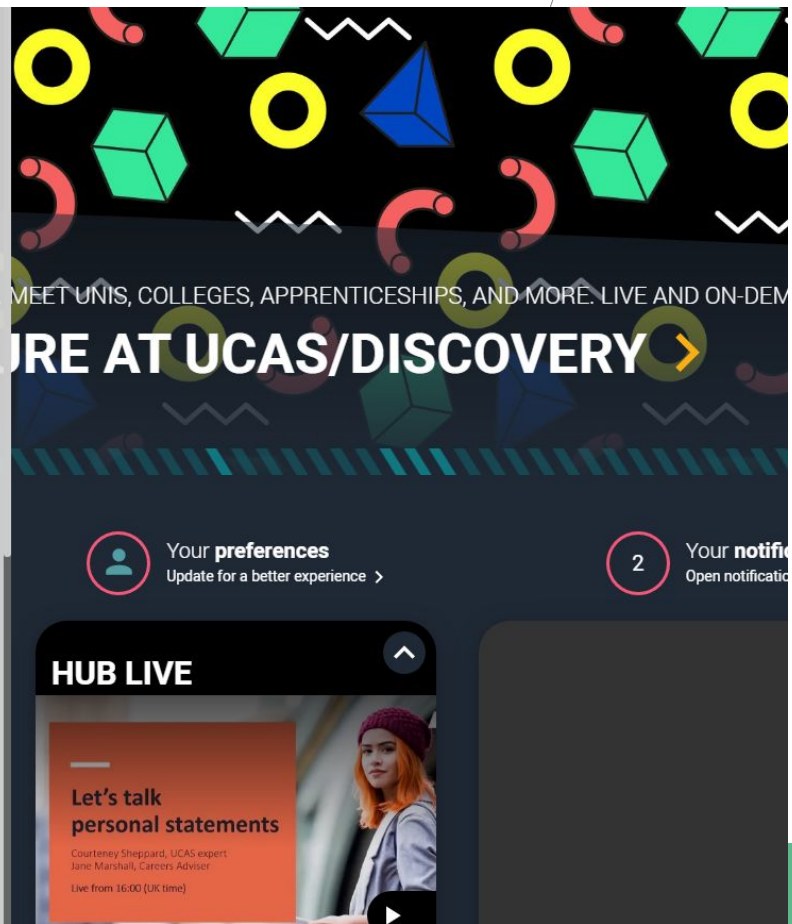 MEET UNIS, COLLEGES, APPRENTICESHIPS, AND MORE. LIVE AND ON-DEM
URE AT UCAS/DISCOVERY
Your preferences
Update for a better experience
2
Your notific
Open notificatio
HUB LIVE
Let's talk
personal statements
Courteney Sheppard, UCAS expert
Jane Marshall, Careers Adviser
Live from 16:00 (UK time)